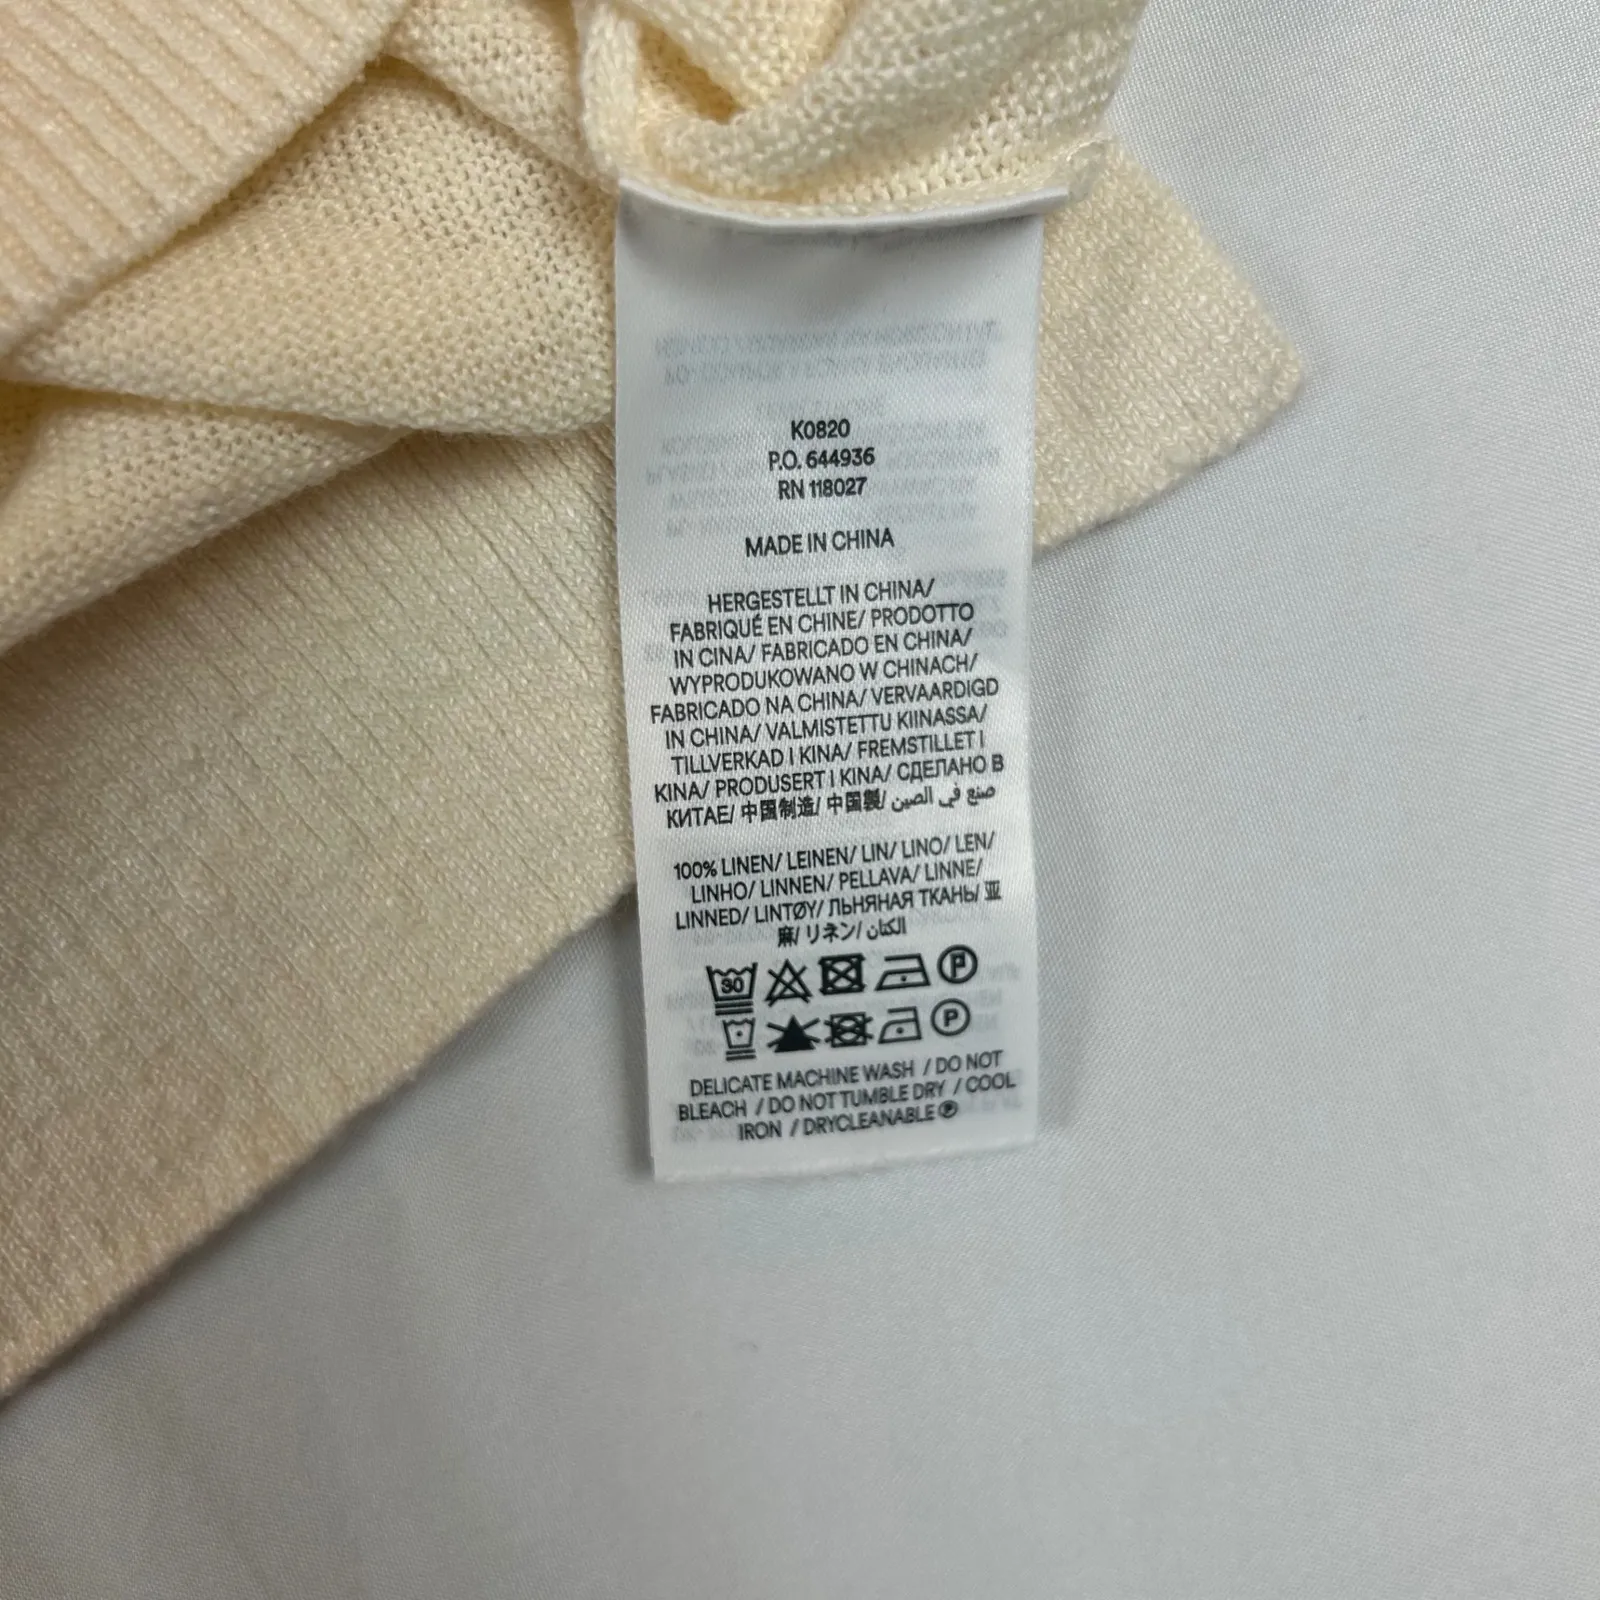 K0820
P.O. 644936
RN 118027
MADE IN CHINA
HERGESTELLT IN CHINA/
FABRIQUÉ EN CHINE/ PRODOTTO
IN CINA/ FABRICADO EN CHINA/
WYPRODUKOWANO W CHINACH/
FABRICADO NA CHINA/ VERVAARDIGD
IN CHINA/ VALMISTETTU KIINASSA/
TILLVERKAD I KINA/ FREMSTILLET I
KINA/ PRODUSERT I KINA/ СДЕЛАНО В
КИТАЕ/ 中国制造/ 中国製/ صنع في الصين
100% LINEN/ LEINEN/ LIN/ LINO/ LEN/
LINHO/ LINNEN/ PELLAVA/ LINNE/
LINNED/ LINTØY/ ЛЬНЯНАЯ ТКАНЬ/ 亚
麻/ リネン/ الكتان
30 P
P
DELICATE MACHINE WASH / DO NOT
BLEACH / DO NOT TUMBLE DRY / COOL
IRON / DRYCLEANABLE Ⓟ